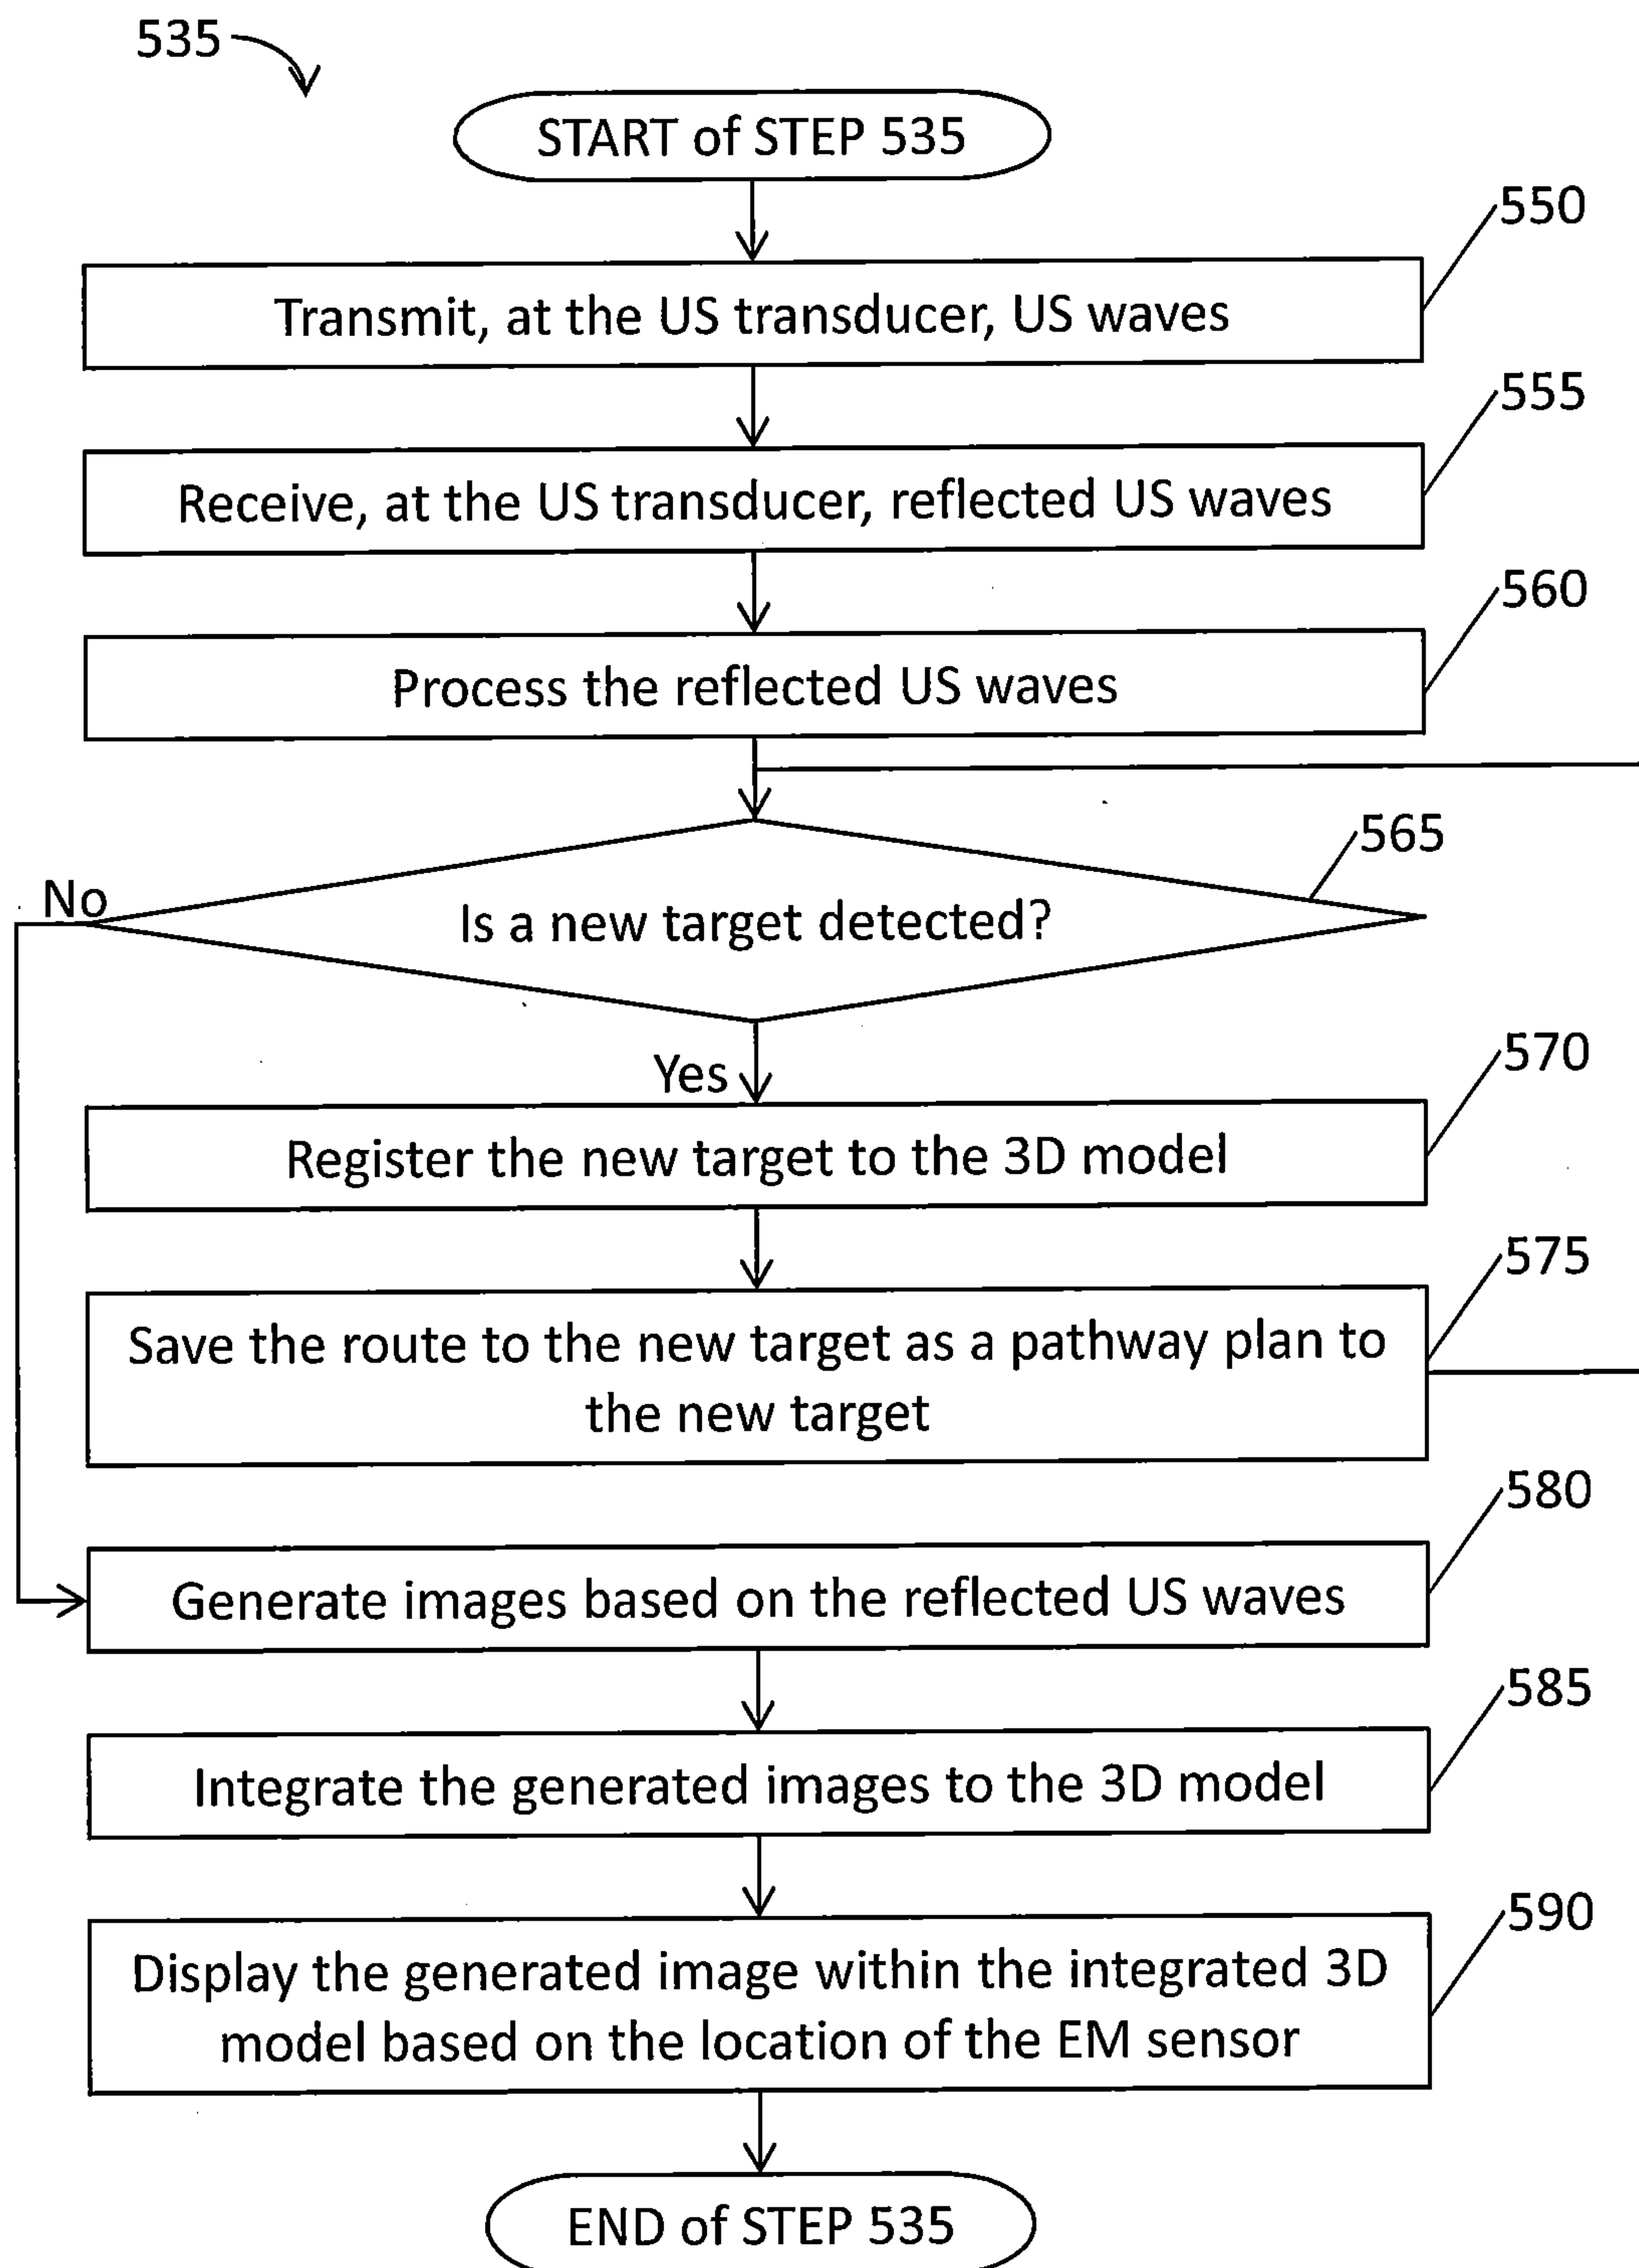 535
START of STEP 535
550
Transmit, at the US transducer, US waves
555
Receive, at the US transducer, reflected US waves
560
Process the reflected US waves
565
No
Is a new target detected?
Yes
570
Register the new target to the 3D model
575
Save the route to the new target as a pathway plan to
the new target
580
Generate images based on the reflected US waves
585
Integrate the generated images to the 3D model
590
Display the generated image within the integrated 3D
model based on the location of the EM sensor
END of STEP 535